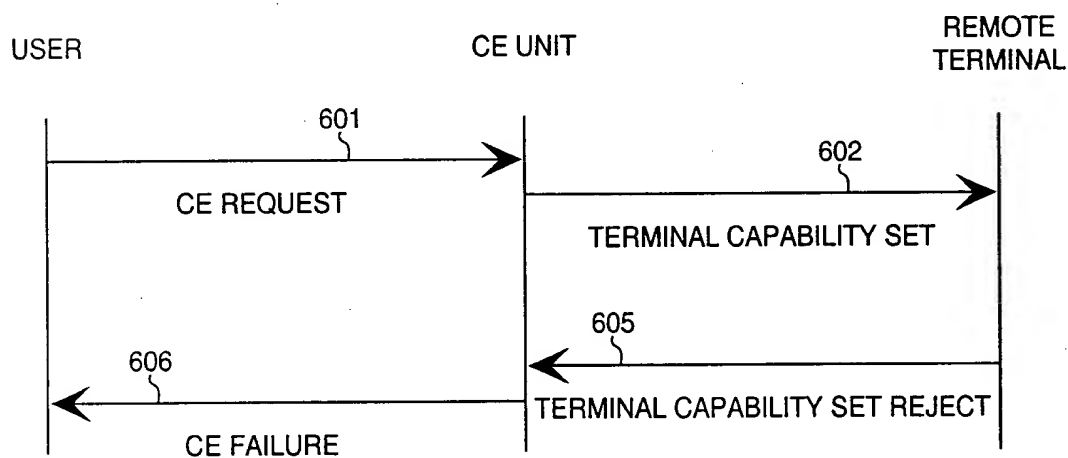 USER
CE UNIT
REMOTE
TERMINAL
601
CE REQUEST
602
TERMINAL CAPABILITY SET
605
TERMINAL CAPABILITY SET REJECT
606
CE FAILURE